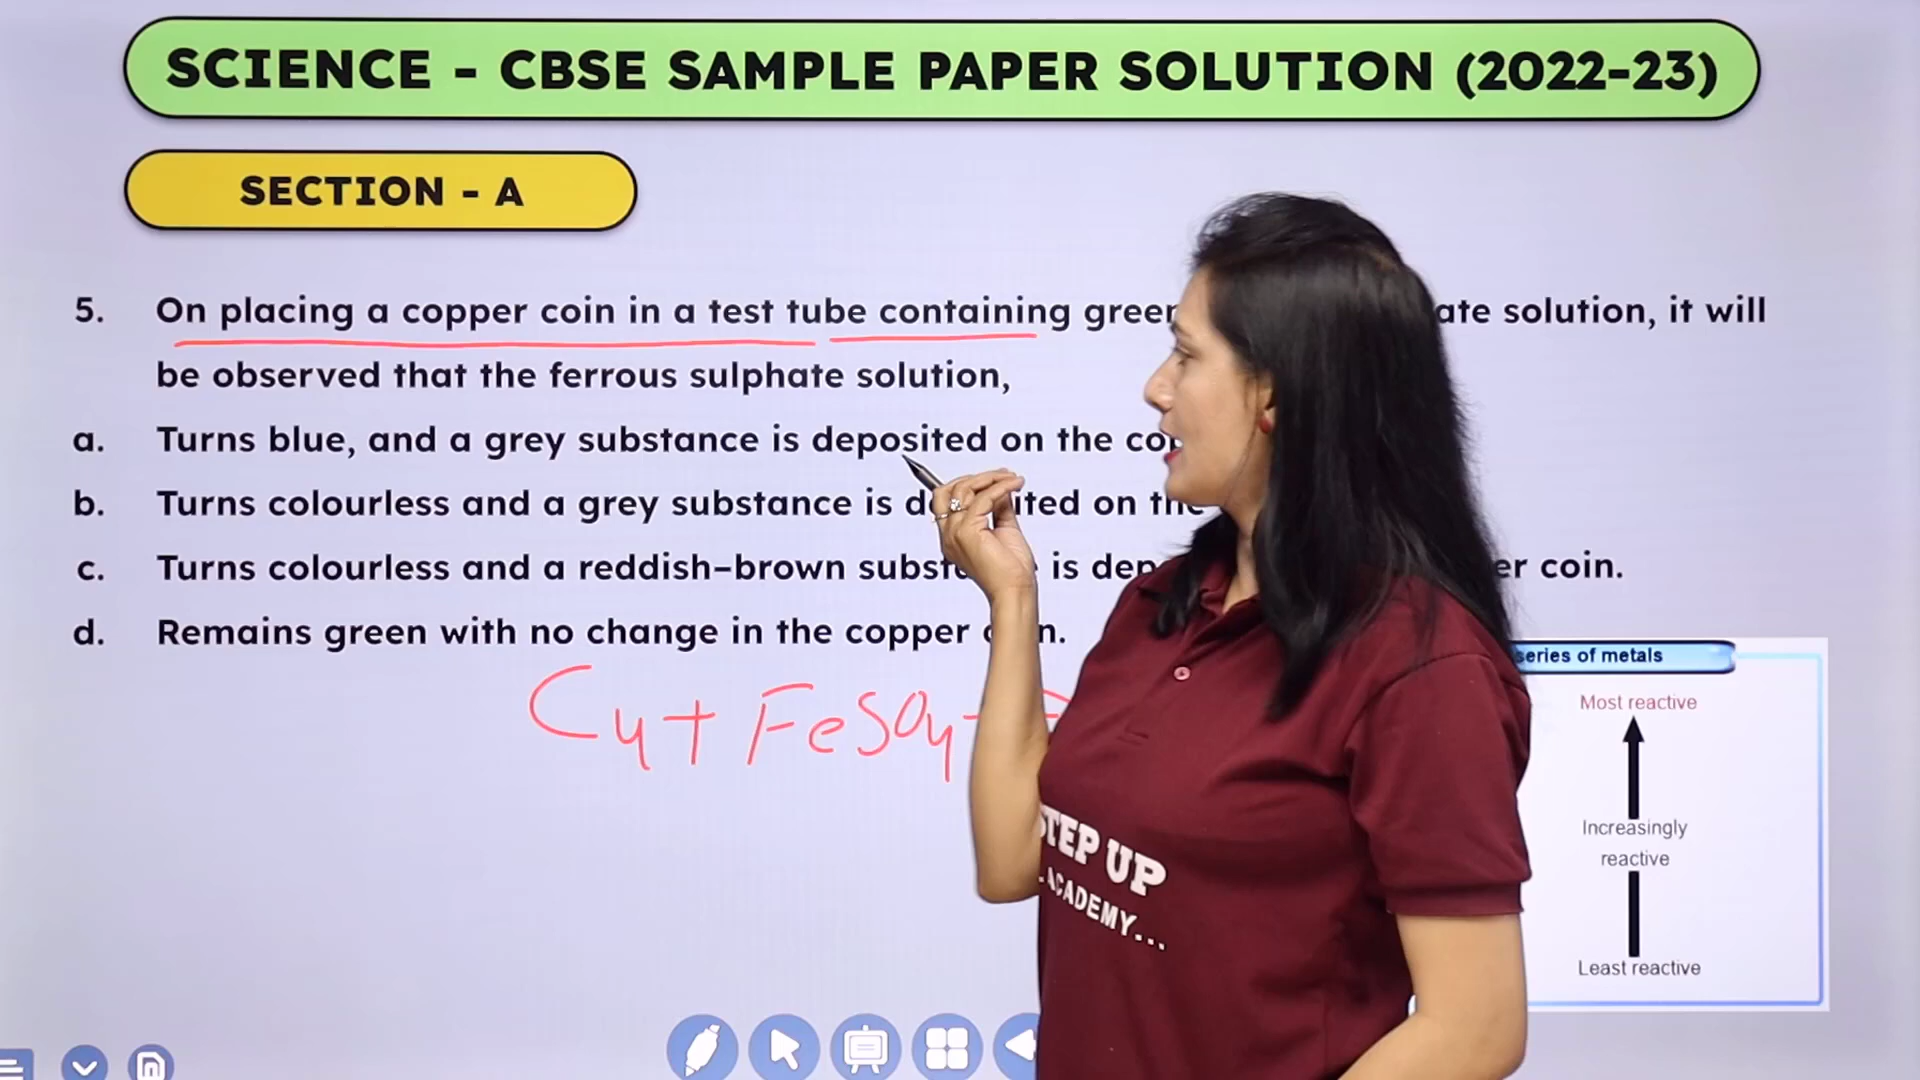 SCIENCE - CBSE SAMPLE PAPER SOLUTION (2022-23)
SECTION - A
5. On placing a copper coin in a test tube containing green ate solution, it will
be observed that the ferrous sulphate solution,
a. Turns blue, and a grey substance is deposited on the
b. Turns colourless and a grey substance is deposited on the
c. Turns colourless and a reddish-brown is er coin.
d. Remains green with no change in the copper
Cu + FeSO4
series of metals
Most reactive
Increasingly
reactive
Least reactive
STEP UP
ACADEMY...